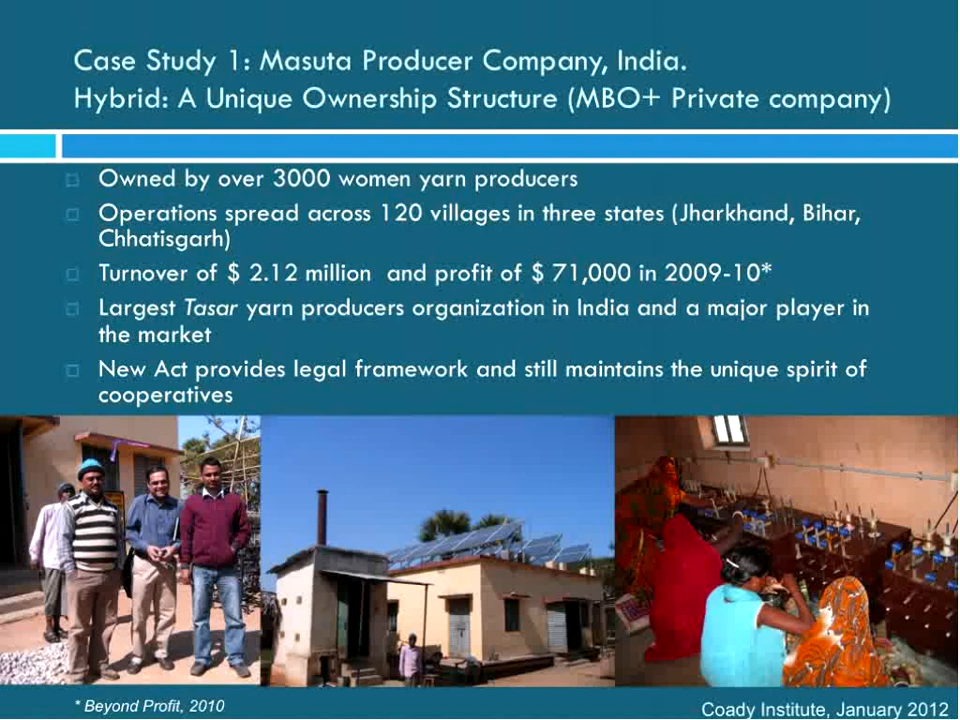 Case Study 1: Masuta Producer Company, India.
Hybrid: A Unique Ownership Structure (MBO+ Private company)
Owned by over 3000 women yarn producers
Operations spread across 120 villages in three states (Jharkhand, Bihar,
Chhatisgarh)
Turnover of $ 2.12 million and profit of $ 71,000 in 2009-10*
Largest Tasar yarn producers organization in India and a major player in
the market
New Act provides legal framework and still maintains the unique spirit of
cooperatives
* Beyond Profit, 2010
Coady Institute, January 2012